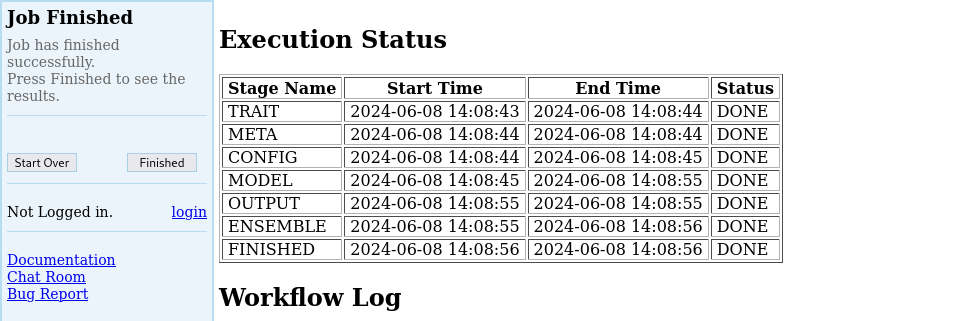 Job Finished
Job has finished
successfully.
Press Finished to see the
results.
Start Over
Finished
Not Logged in.
login
Documentation
Chat Room
Bug Report
Execution Status
Stage Name Start Time End Time Status
TRAIT 2024-06-08 14:08:43 2024-06-08 14:08:44 DONE
META 2024-06-08 14:08:44 2024-06-08 14:08:44 DONE
CONFIG 2024-06-08 14:08:44 2024-06-08 14:08:45 DONE
MODEL 2024-06-08 14:08:45 2024-06-08 14:08:55 DONE
OUTPUT 2024-06-08 14:08:55 2024-06-08 14:08:55 DONE
ENSEMBLE 2024-06-08 14:08:55 2024-06-08 14:08:56 DONE
FINISHED 2024-06-08 14:08:56 2024-06-08 14:08:56 DONE
Workflow Log